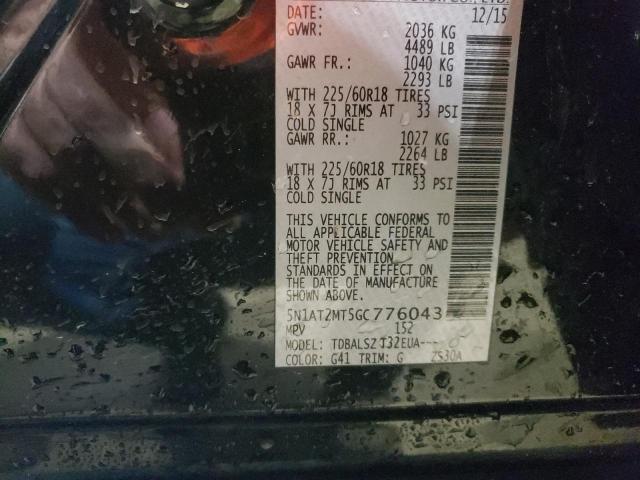 MOTOR CO., LTD.
DATE: 12/15
GVWR: 2036 KG
4489 LB
GAWR FR.: 1040 KG
2293 LB
WITH 225/60R18 TIRES
18 X 7J RIMS AT 33 PSI
COLD SINGLE
GAWR RR.: 1027 KG
2264 LB
WITH 225/60R18 TIRES
18 X 7J RIMS AT 33 PSI
COLD SINGLE
THIS VEHICLE CONFORMS TO
ALL APPLICABLE FEDERAL
MOTOR VEHICLE SAFETY AND
THEFT PREVENTION
STANDARDS IN EFFECT ON
THE DATE OF MANUFACTURE
SHOWN ABOVE.
5N1AT2MT5GC776043
MPV 152
MODEL: TDBALSZ T32EUA---
COLOR: G41 TRIM: G ZS30A